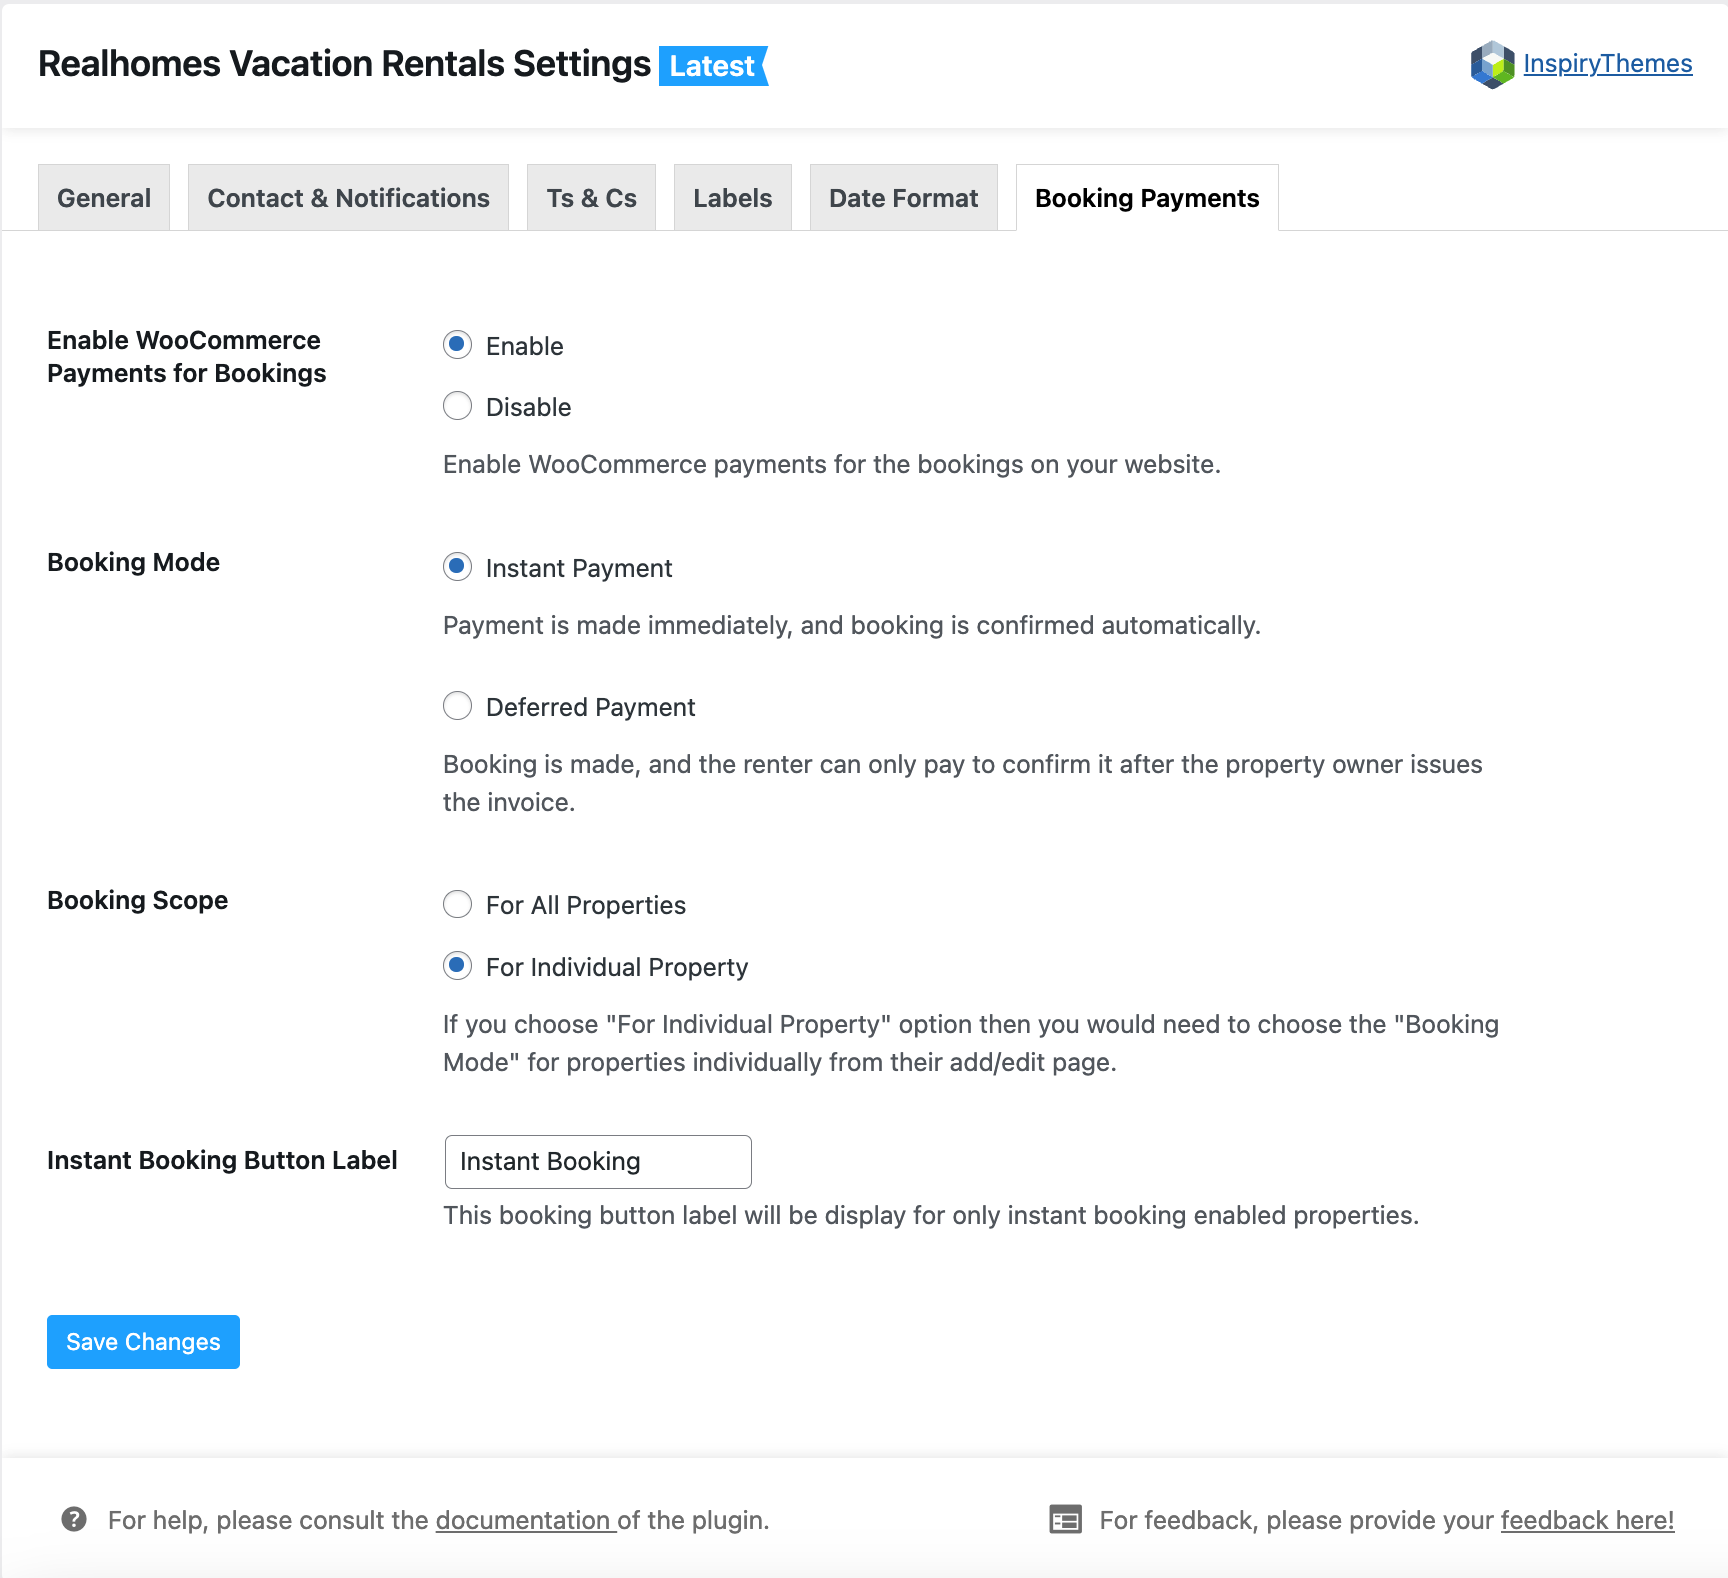 Realhomes Vacation Rentals Settings Latest
InspiryThemes
General
Contact & Notifications
Ts & Cs
Labels
Date Format
Booking Payments
Enable WooCommerce
Payments for Bookings
Enable
Disable
Enable WooCommerce payments for the bookings on your website.
Booking Mode
Instant Payment
Payment is made immediately, and booking is confirmed automatically.
Deferred Payment
Booking is made, and the renter can only pay to confirm it after the property owner issues
the invoice.
Booking Scope
For All Properties
For Individual Property
If you choose "For Individual Property" option then you would need to choose the "Booking
Mode" for properties individually from their add/edit page.
Instant Booking Button Label
Instant Booking
This booking button label will be display for only instant booking enabled properties.
Save Changes
For help, please consult the documentation of the plugin.
For feedback, please provide your feedback here!